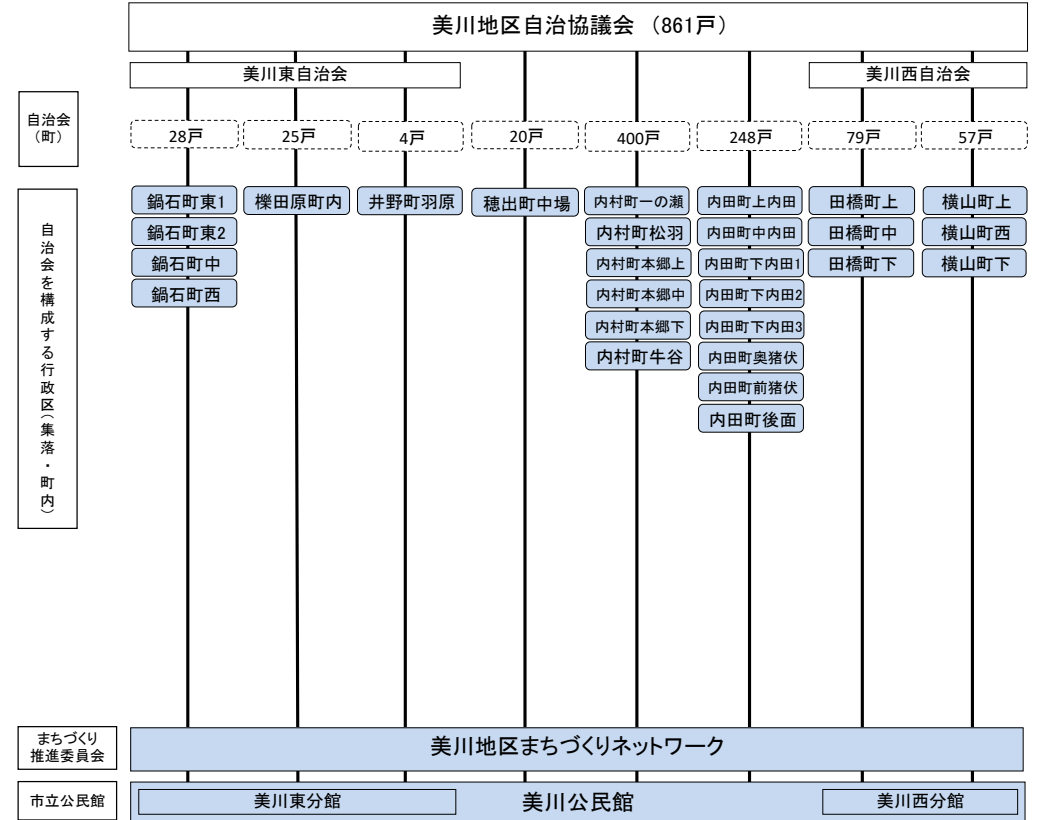 美川地区自治協議会 （861戸）
美川東自治会
美川西自治会
自治会
（町）
28戸
25戸
4戸
20戸
400戸
248戸
79戸
57戸
自治会を構成する行政区（集落・町内）
鍋石町東1
鍋石町東2
鍋石町中
鍋石町西
櫟田原町内
井野町羽原
穂出町中場
内村町一の瀬
内村町松羽
内村町本郷上
内村町本郷中
内村町本郷下
内村町牛谷
内田町上内田
内田町中内田
内田町下内田1
内田町下内田2
内田町下内田3
内田町奥猪伏
内田町前猪伏
内田町後面
田橋町上
田橋町中
田橋町下
横山町上
横山町西
横山町下
まちづくり
推進委員会
美川地区まちづくりネットワーク
市立公民館
美川東分館
美川公民館
美川西分館